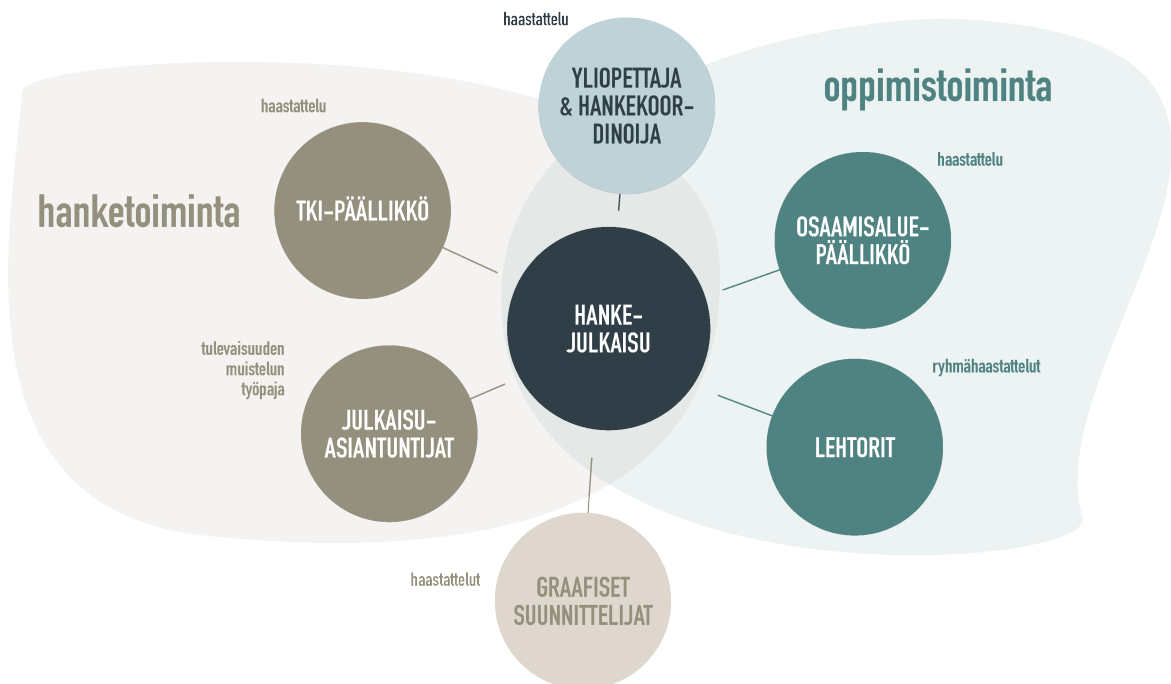 haastattelu
YLIOPETTAJA
& HANKEKOOR-
DINOIJA
oppimistoiminta
haastattelu
hanketoiminta
TKI-PÄÄLLIKKÖ
haastattelu
OSAAMISALUE-
PÄÄLLIKKÖ
HANKE-
JULKAISU
tulevaisuuden
muistelun
työpaja
JULKAISU-
ASIANTUNTIJAT
ryhmähaastattelut
LEHTORIT
haastattelut
GRAAFISET
SUUNNITTELIJAT